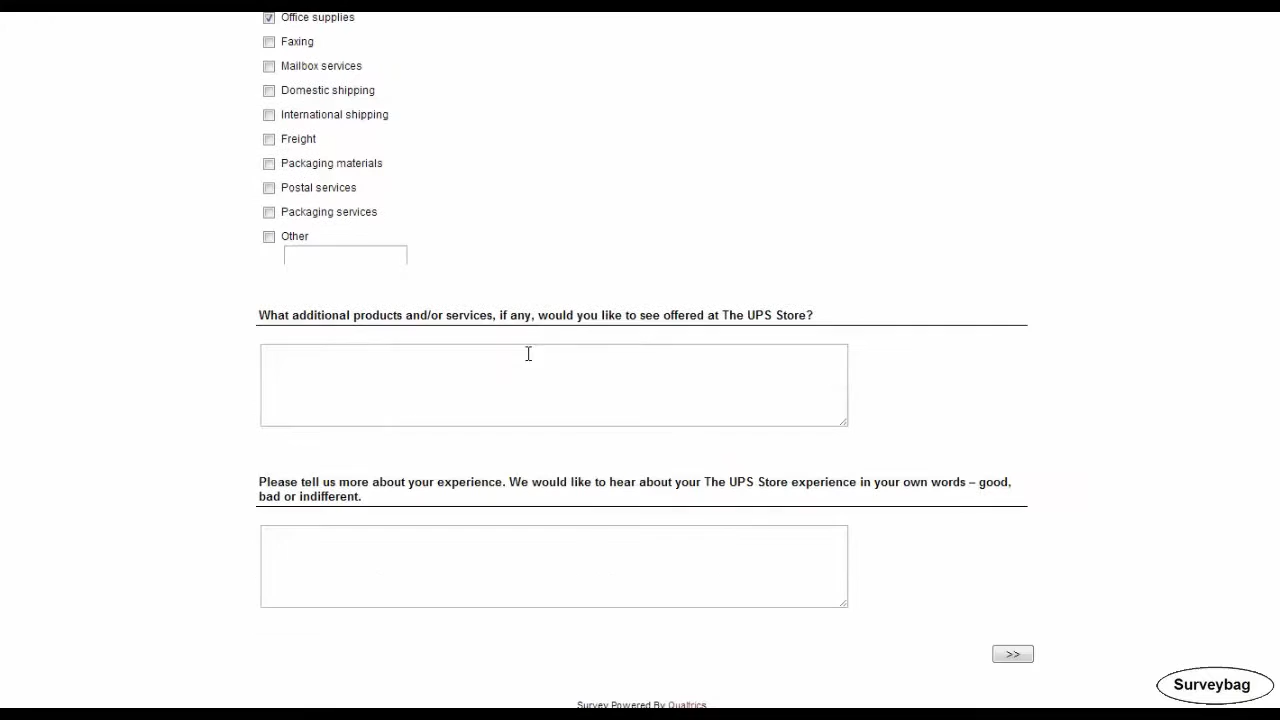 Office supplies
Faxing
Mailbox services
Domestic shipping
International shipping
Freight
Packaging materials
Postal services
Packaging services
Other
What additional products and/or services, if any, would you like to see offered at The UPS Store?
Please tell us more about your experience. We would like to hear about your The UPS Store experience in your own words – good,
bad or indifferent.
>>
Surveybag
Survey Powered By Qualtrics